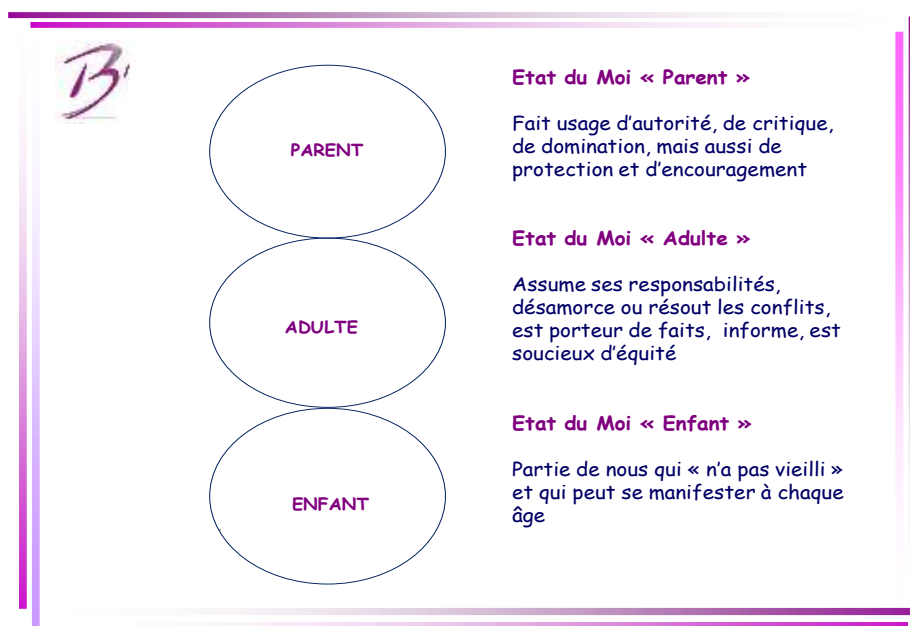 B'
PARENT
Etat du Moi « Parent »
Fait usage d’autorité, de critique,
de domination, mais aussi de
protection et d’encouragement
ADULTE
Etat du Moi « Adulte »
Assume ses responsabilités,
désamorce ou résout les conflits,
est porteur de faits,  informe, est
soucieux d’équité
ENFANT
Etat du Moi « Enfant »
Partie de nous qui « n’a pas vieilli »
et qui peut se manifester à chaque
âge